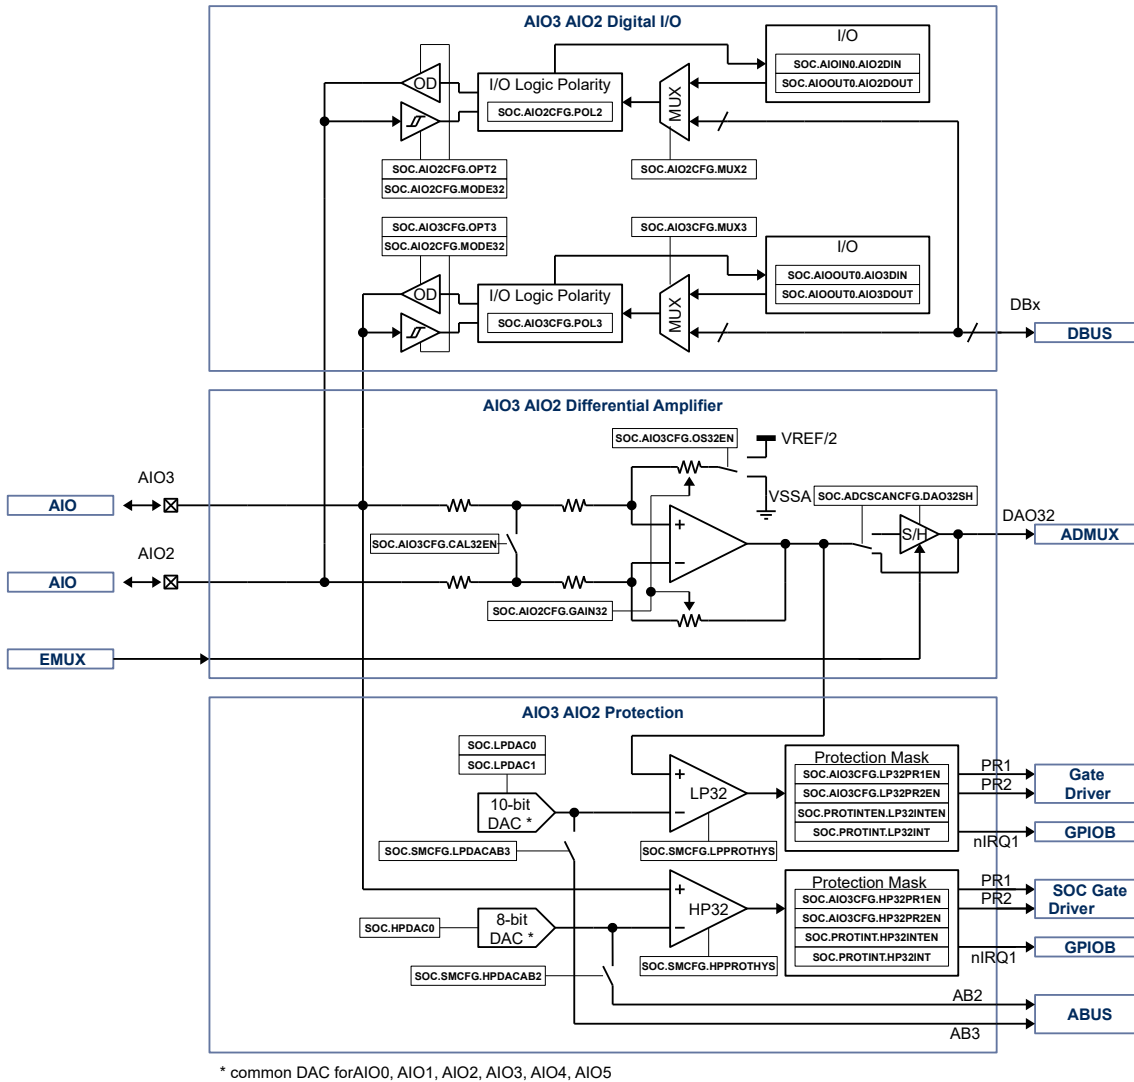 AIO3 AIO2 Digital I/O
I/O
SOC.AIOIN0.AIO2DIN
SOC.AIOOUT0.AIO2DOUT
OD
I/O Logic Polarity
SOC.AIO2CFG.POL2
MUX
SOC.AIO2CFG.OPT2
SOC.AIO2CFG.MODE32
SOC.AIO2CFG.MUX2
SOC.AIO3CFG.OPT3
SOC.AIO2CFG.MODE32
SOC.AIO3CFG.MUX3
I/O
SOC.AIOOUT0.AIO3DIN
SOC.AIOOUT0.AIO3DOUT
OD
I/O Logic Polarity
SOC.AIO3CFG.POL3
MUX
DBx
DBUS
AIO3 AIO2 Differential Amplifier
SOC.AIO3CFG.OS32EN
VREF/2
VSSA
SOC.ADCSCANCFG.DAO32SH
AIO3
AIO
+
−
S/H
DAO32
ADMUX
SOC.AIO3CFG.CAL32EN
AIO2
AIO
SOC.AIO2CFG.GAIN32
EMUX
AIO3 AIO2 Protection
SOC.LPDAC0
SOC.LPDAC1
10-bit
DAC *
SOC.SMCFG.LPDACAB3
+
LP32
−
SOC.SMCFG.LPPROTHYS
Protection Mask
SOC.AIO3CFG.LP32PR1EN
SOC.AIO3CFG.LP32PR2EN
SOC.PROTINTEN.LP32INTEN
SOC.PROTINT.LP32INT
PR1
PR2
nIRQ1
Gate
Driver
GPIOB
SOC.HPDAC0
8-bit
DAC *
SOC.SMCFG.HPDACAB2
+
HP32
−
SOC.SMCFG.HPPROTHYS
Protection Mask
SOC.AIO3CFG.HP32PR1EN
SOC.AIO3CFG.HP32PR2EN
SOC.PROTINT.HP32INTEN
SOC.PROTINT.HP32INT
PR1
PR2
nIRQ1
SOC Gate
Driver
GPIOB
AB2
AB3
ABUS
* common DAC forAIO0, AIO1, AIO2, AIO3, AIO4, AIO5